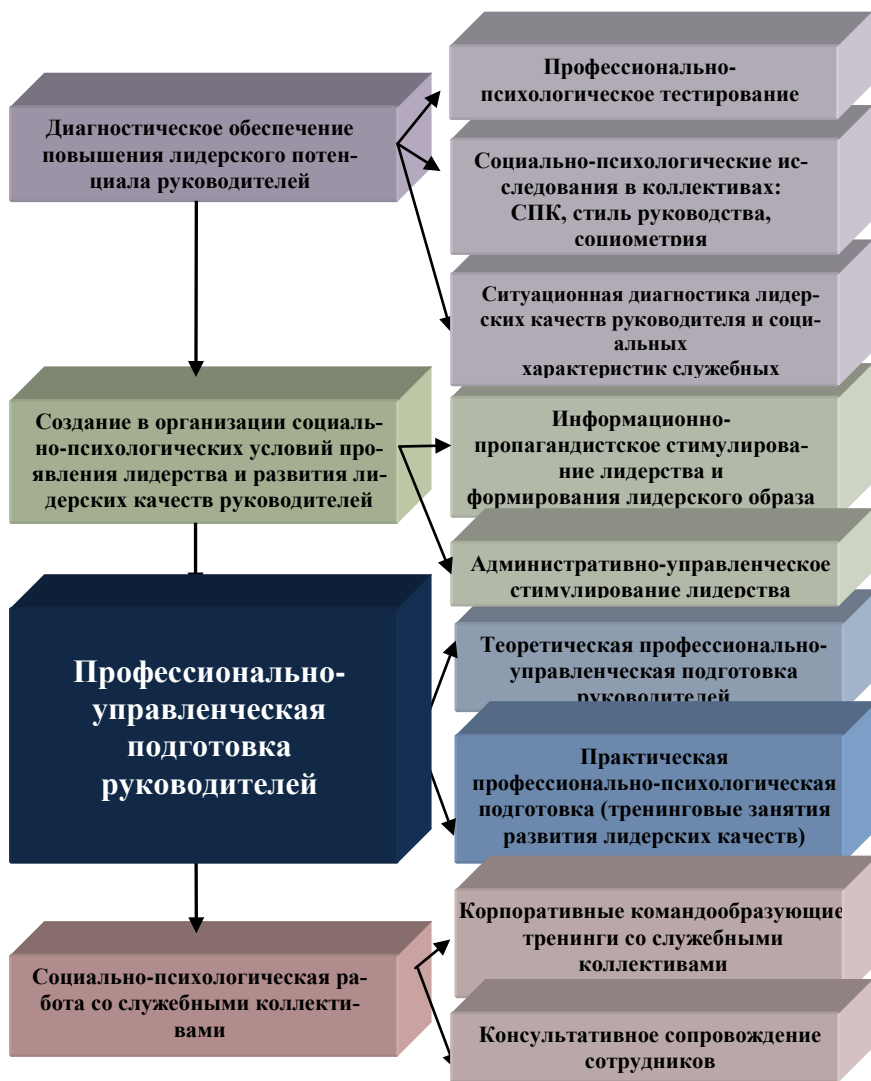 Диагностическое обеспечение
повышения лидерского потен-
циала руководителей
Профессионально-
психологическое тестирование
Социально-психологические ис-
следования в коллективах:
СПК, стиль руководства,
социометрия
Ситуационная диагностика лидер-
ских качеств руководителя и соци-
альных
характеристик служебных
Создание в организации социаль-
но-психологических условий про-
явления лидерства и развития ли-
дерских качеств руководителей
Информационно-
пропагандистское стимулирова-
ние лидерства и
формирования лидерского образа
Административно-управленческое
стимулирование лидерства
Профессионально-
управленческая
подготовка
руководителей
Теоретическая профессионально-
управленческая подготовка
руководителей
Практическая
профессионально-психологическая
подготовка (тренинговые занятия
развития лидерских качеств)
Социально-психологическая ра-
бота со служебными коллекти-
вами
Корпоративные командообразующие
тренинги со служебными
коллективами
Консультативное сопровождение
сотрудников